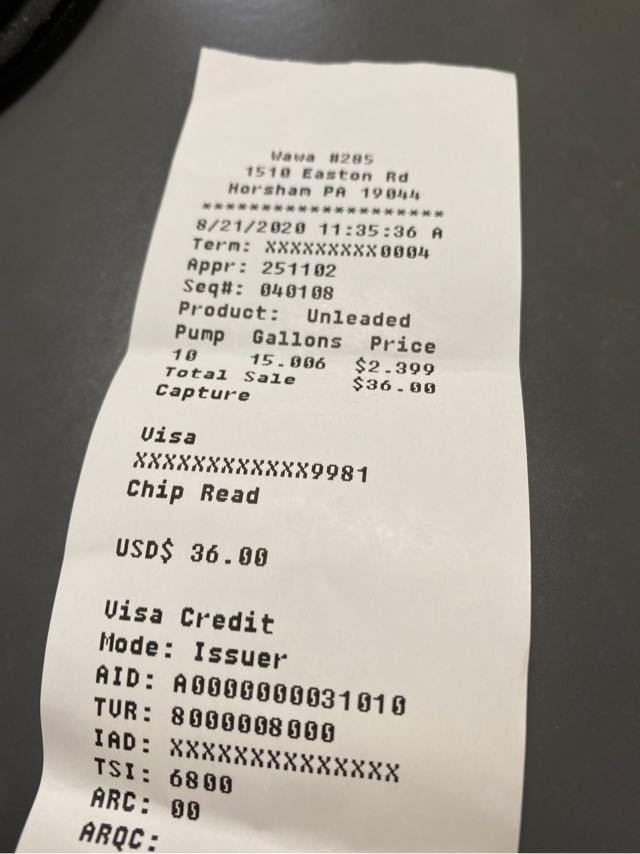 Wawa #285
1510 Easton Rd
Horsham PA 19044
********************
8/21/2020 11:35:36 A
Term: XXXXXXXXX0004
Appr: 251102
Seq#: 040108
Product: Unleaded
Pump Gallons Price
10 15.006 $2.399
Total Sale $36.00
Capture
Visa
XXXXXXXXXXXX9981
Chip Read
USD$ 36.00
Visa Credit
Mode: Issuer
AID: A0000000031010
TVR: 8000008000
IAD: XXXXXXXXXXXXXX
TSI: 6800
ARC: 00
ARQC: